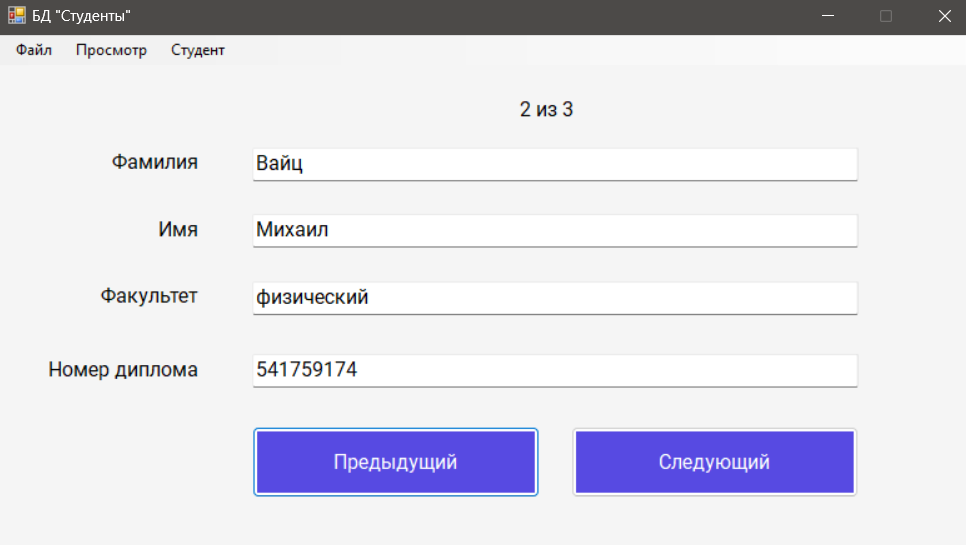 БД "Студенты"
Файл Просмотр Студент
2 из 3
Фамилия Вайц
Имя Михаил
Факультет физический
Номер диплома 541759174
Предыдущий Следующий